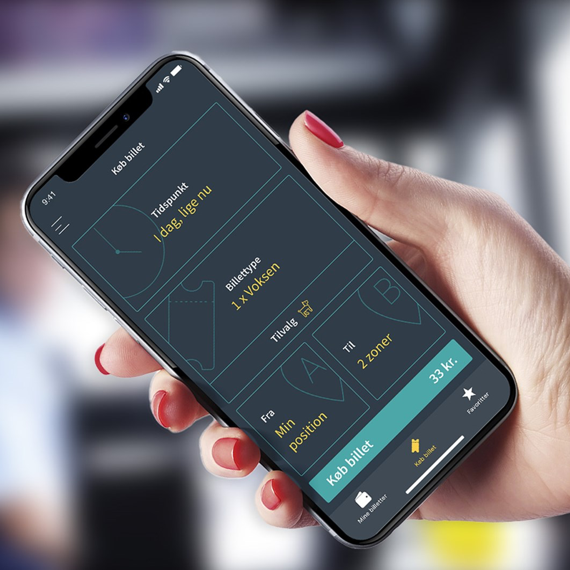 9:41
Køb billet
Tidspunkt
I dag, lige nu
Billettype
1 x Voksen
Tilvalg
A
Fra
Min
position
B
Til
2 zoner
Køb billet
33 kr.
Mine billetter
Køb billet
Favoritter